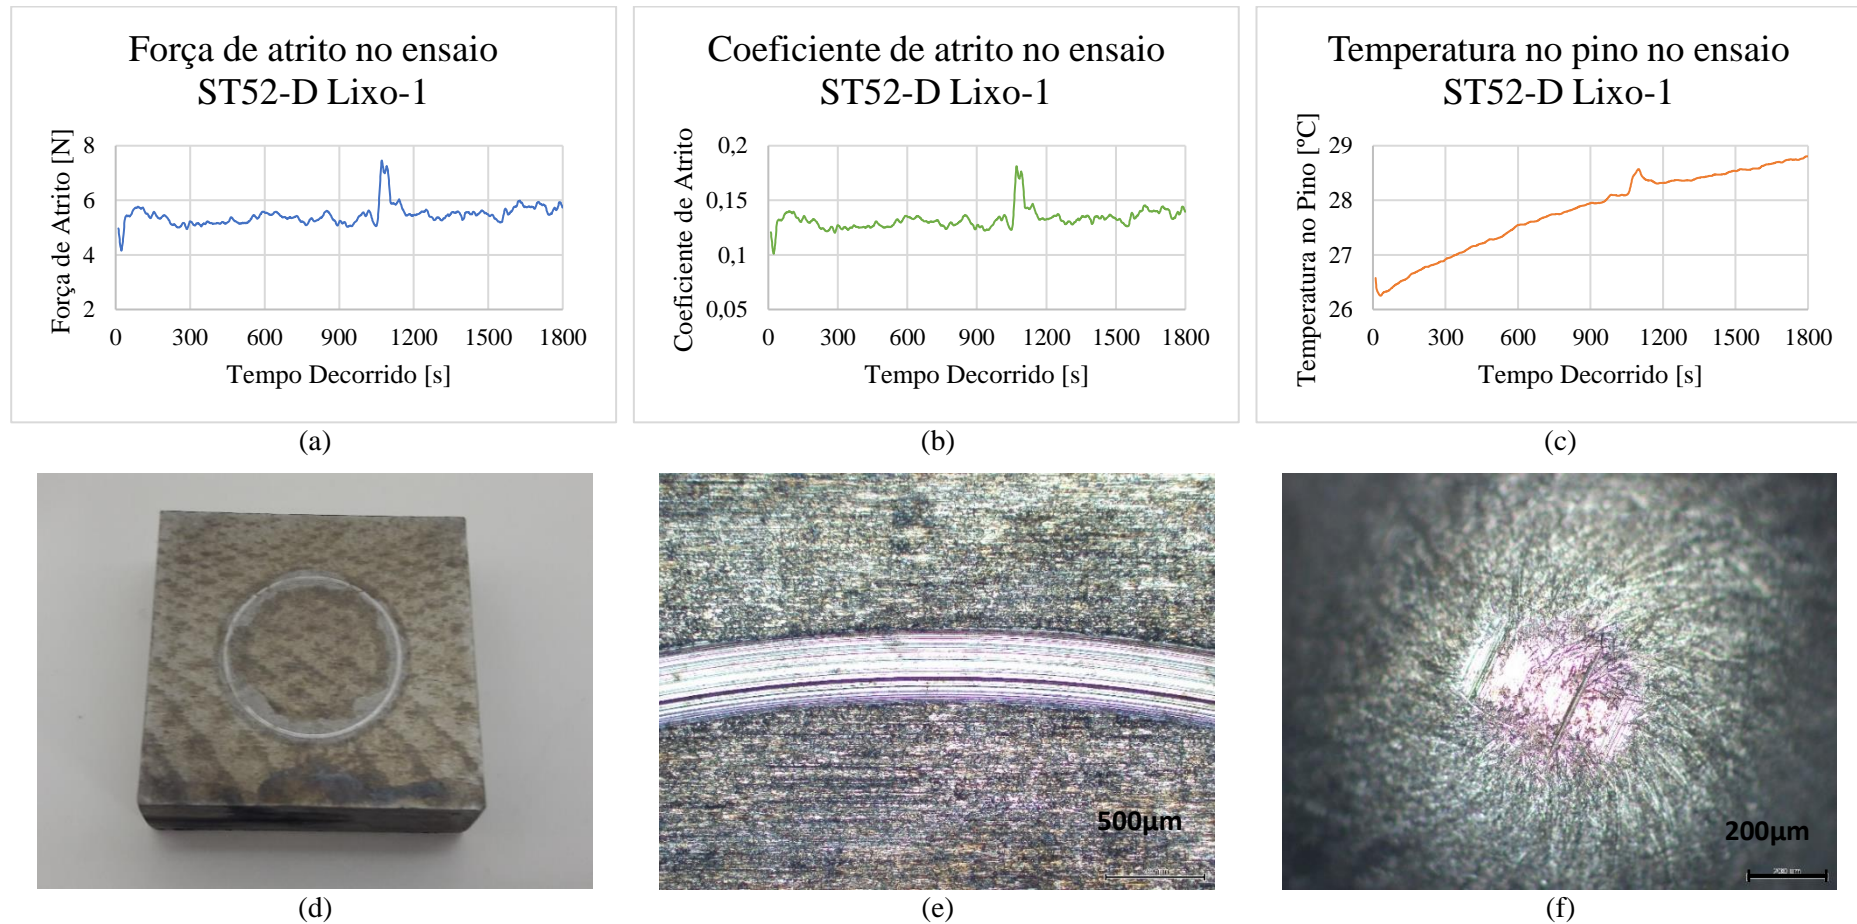 Força de atrito no ensaio
ST52-D Lixo-1
Força de Atrito [N]
8
6
4
2
0
300
600
900
1200
1500
1800
Tempo Decorrido [s]
(a)
Coeficiente de atrito no ensaio
ST52-D Lixo-1
Coeficiente de Atrito
0,2
0,15
0,1
0,05
0
300
600
900
1200
1500
1800
Tempo Decorrido [s]
(b)
Temperatura no pino no ensaio
ST52-D Lixo-1
Temperatura no Pino [ºC]
29
28
27
26
0
300
600
900
1200
1500
1800
Tempo Decorrido [s]
(c)
(d)
500µm
(e)
200µm
200 µm
(f)